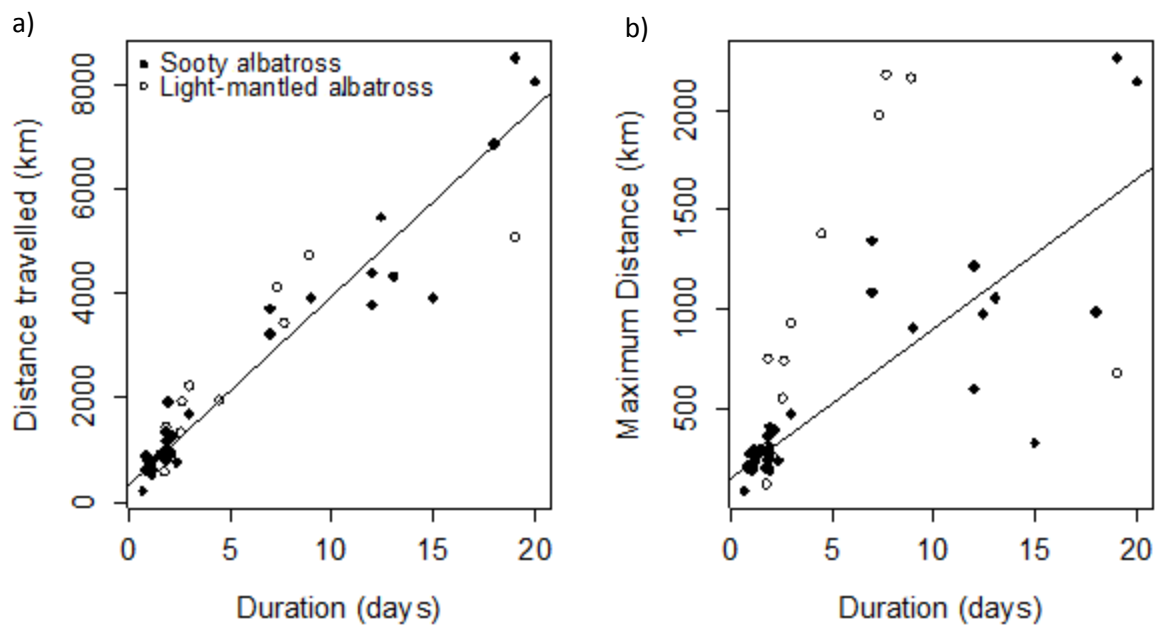 a)
Sooty albatross
Light-mantled albatross
Distance travelled (km)
8000
6000
4000
2000
0
0 5 10 15 20
Duration (days)
b)
Maximum Distance (km)
2000
1500
1000
500
0 5 10 15 20
Duration (days)